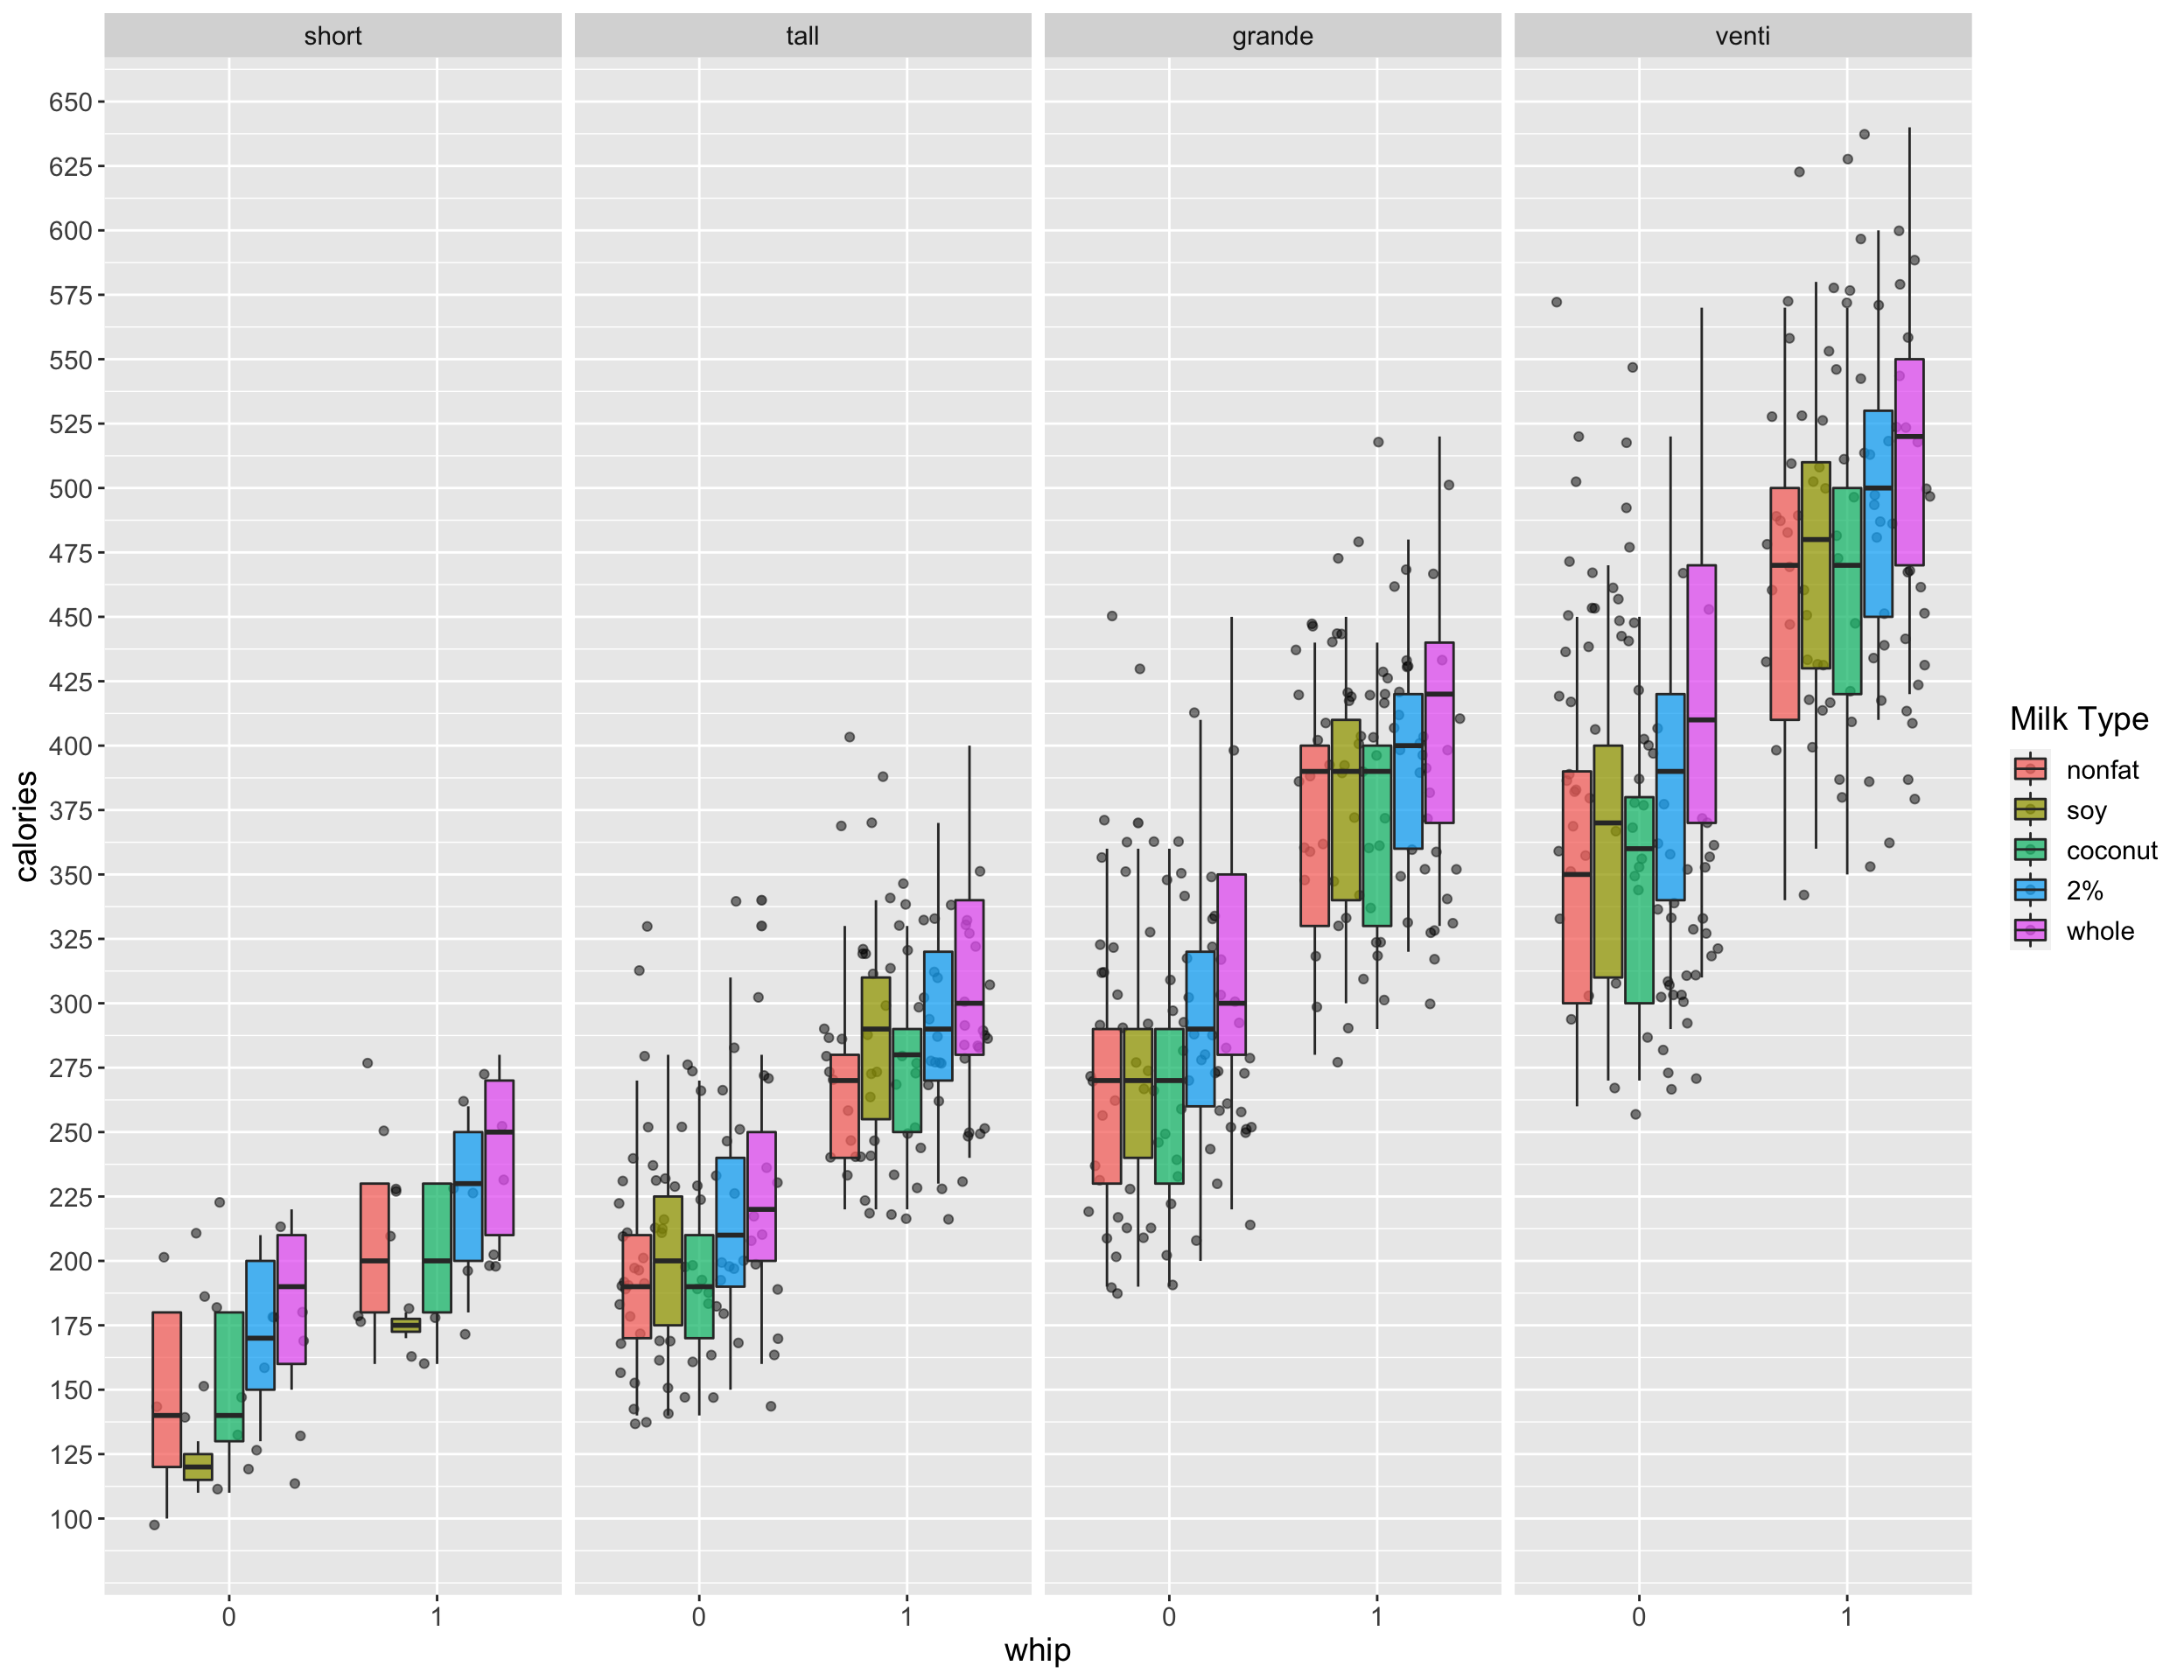 short tall grande venti
650
625
600
575
550
525
500
475
450
425
400
375
350
325
300
275
250
225
200
175
150
125
100
calories
0 1 0 1 0 1 0 1
whip
Milk Type
nonfat
soy
coconut
2%
whole